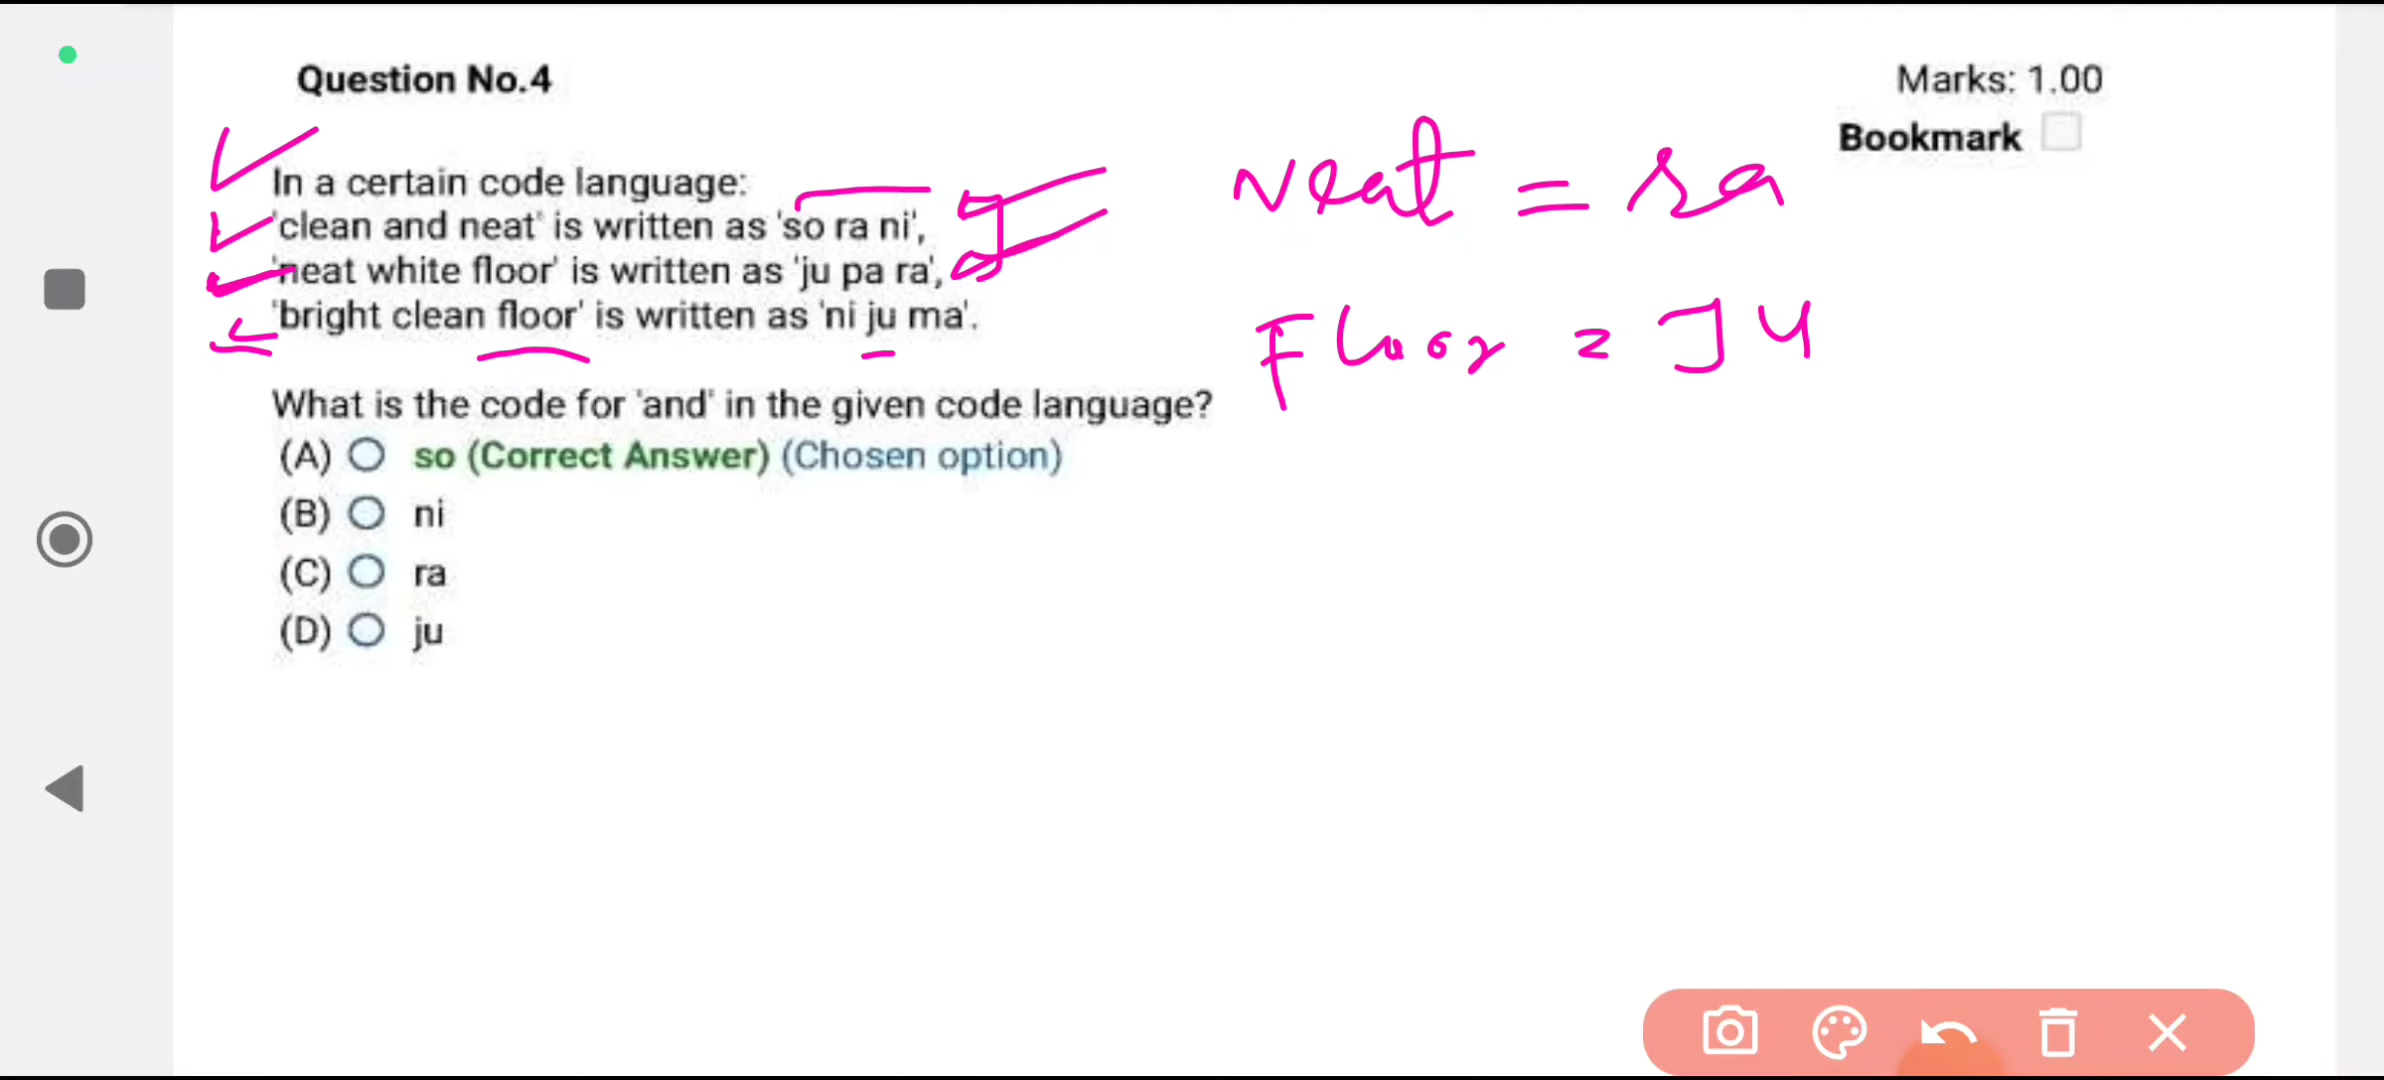 Question No.4
Marks: 1.00
Bookmark
In a certain code language:
'clean and neat' is written as 'so ra ni',
'neat white floor' is written as 'ju pa ra',
'bright clean floor' is written as 'ni ju ma'.
Neat = ra
Floor = Ju
What is the code for 'and' in the given code language?
(A) so (Correct Answer) (Chosen option)
(B) ni
(C) ra
(D) ju